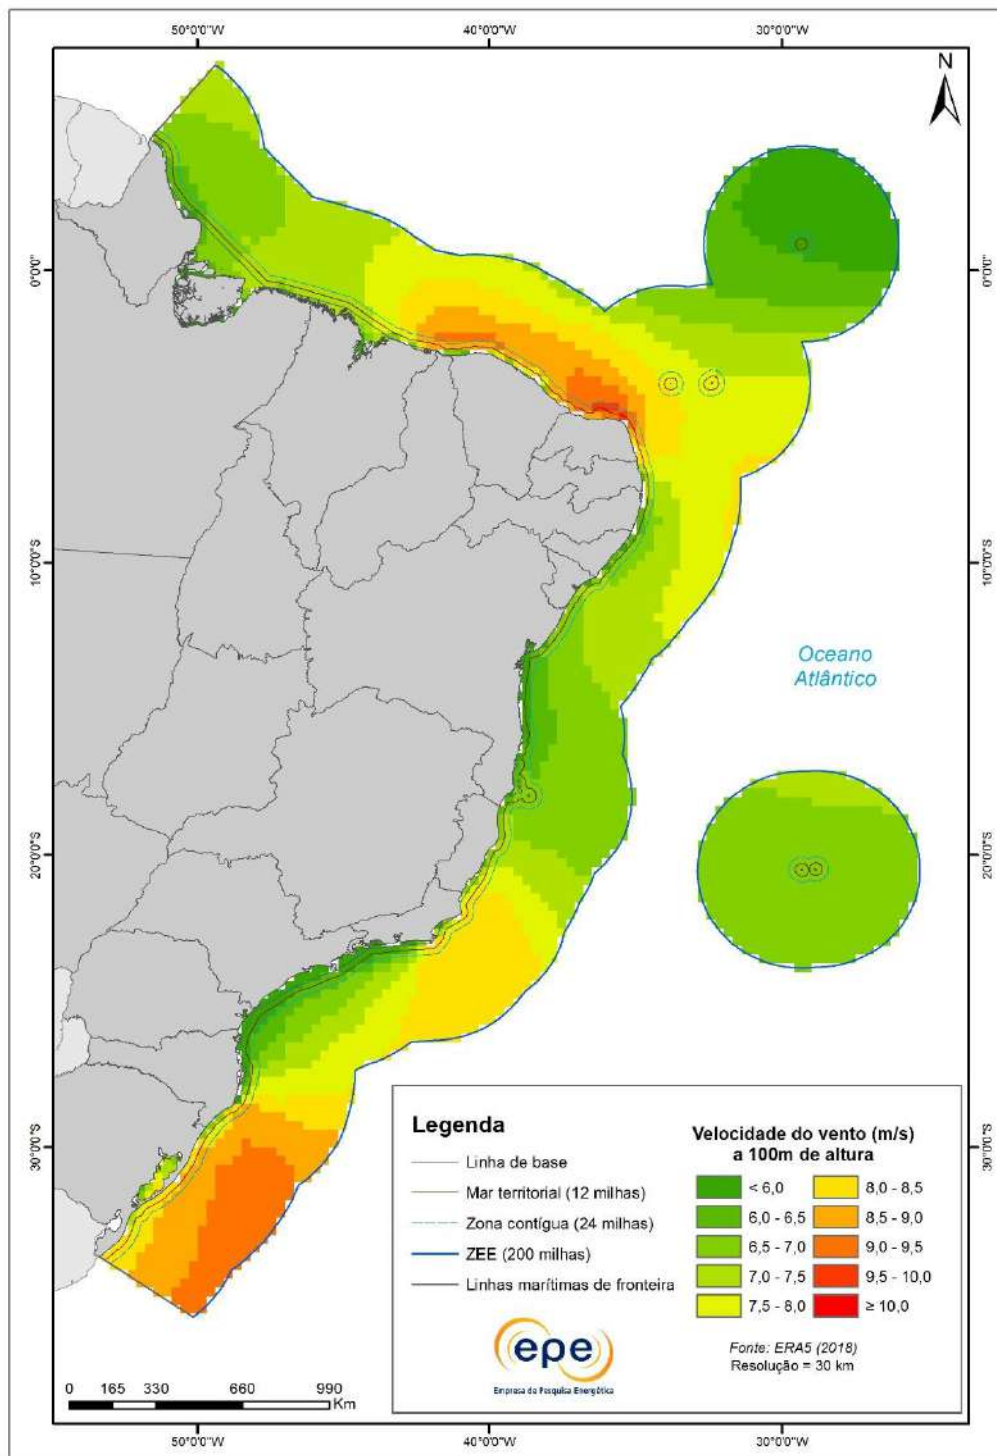 50°0'0"W 40°0'0"W 30°0'0"W
N
0°0'0" 0°0'0"
10°0'0"S 10°0'0"S
Oceano
Atlântico
20°0'0"S 20°0'0"S
30°0'0"S 30°0'0"S
Legenda
Linha de base
Mar territorial (12 milhas)
Zona contígua (24 milhas)
ZEE (200 milhas)
Linhas marítimas de fronteira
Velocidade do vento (m/s)
a 100m de altura
< 6,0 8,0 - 8,5
6,0 - 6,5 8,5 - 9,0
6,5 - 7,0 9,0 - 9,5
7,0 - 7,5 9,5 - 10,0
7,5 - 8,0 ≥ 10,0
Fonte: ERA5 (2018)
Resolução = 30 km
epe
Empresa de Pesquisa Energética
0 165 330 660 990
Km
50°0'0"W 40°0'0"W 30°0'0"W